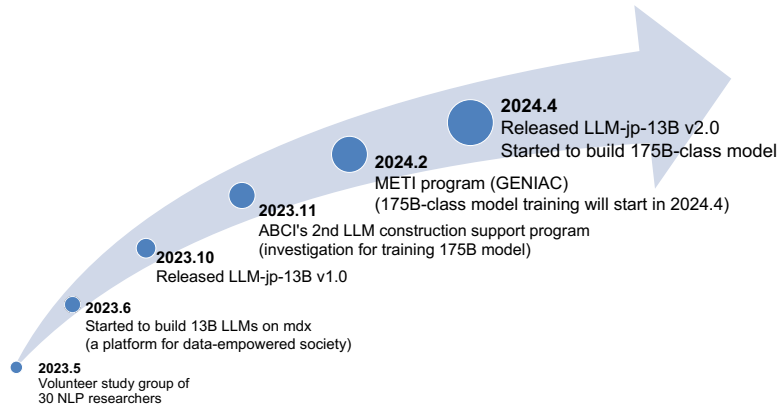 2024.4
Released LLM-jp-13B v2.0
Started to build 175B-class model
2024.2
METI program (GENIAC)
(175B-class model training will start in 2024.4)
2023.11
ABCI's 2nd LLM construction support program
(investigation for training 175B model)
2023.10
Released LLM-jp-13B v1.0
2023.6
Started to build 13B LLMs on mdx
(a platform for data-empowered society)
2023.5
Volunteer study group of
30 NLP researchers